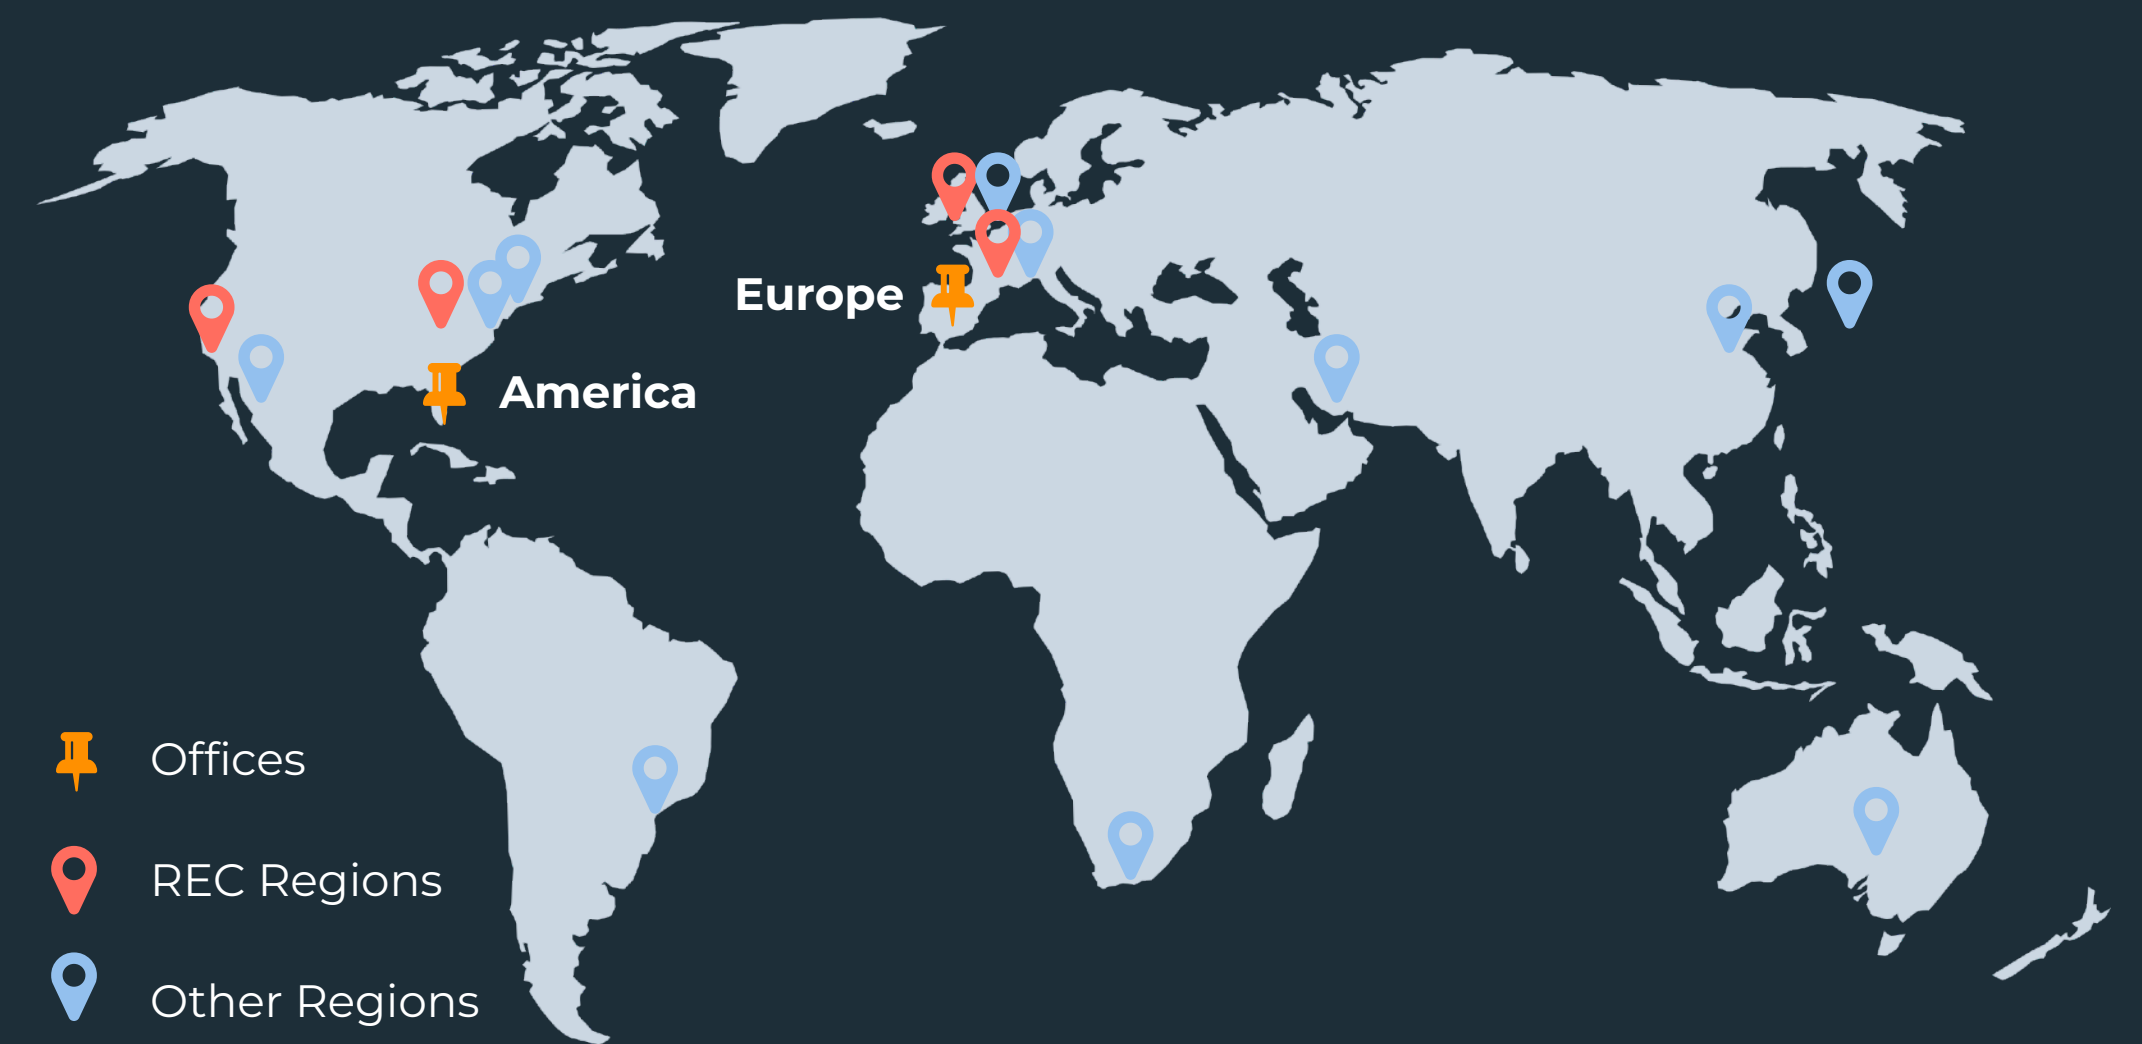 Europe
America
Offices
REC Regions
Other Regions